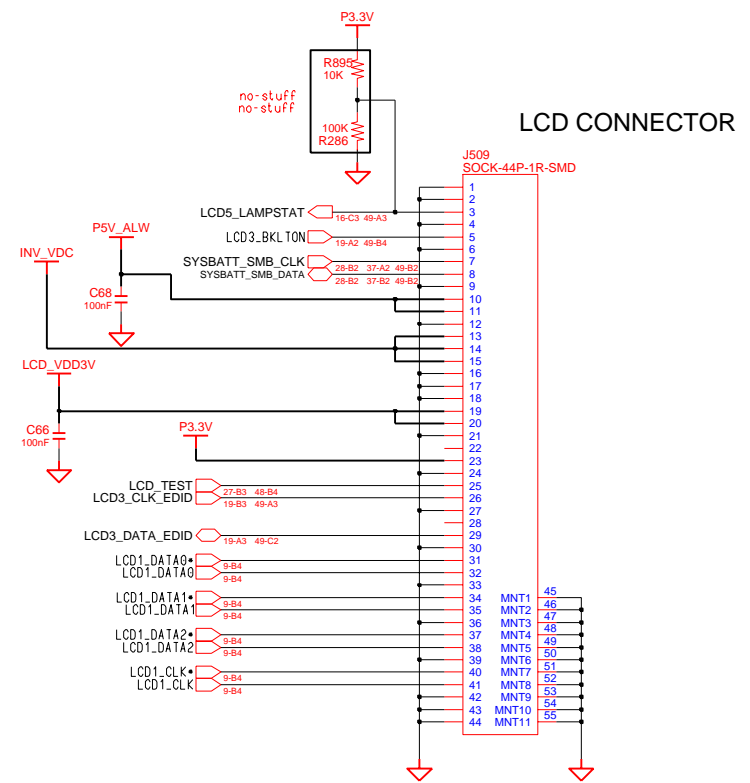 P3.3V
R895
10K
no-stuff
no-stuff
100K
R286
LCD CONNECTOR
J509
SOCK-44P-1R-SMD
1
2
LCD5_LAMPSTAT 16-C3 49-A3 3
4
P5V_ALW
LCD3_BKLTON 19-A2 49-B4 5
INV_VDC
6
SYSBATT_SMB_CLK 28-B2 37-A2 49-B2 7
SYSBATT_SMB_DATA 28-B2 37-B2 49-B2 8
9
C68
100nF
10
11
12
13
14
15
LCD_VDD3V
16
17
18
19
20
C66
100nF
P3.3V
21
22
23
24
LCD_TEST 27-B3 48-B4 25
LCD3_CLK_EDID 19-B3 49-A3 26
27
28
LCD3_DATA_EDID 19-A3 49-C2 29
30
LCD1_DATA0* 9-B4 31
LCD1_DATA0 9-B4 32
33
LCD1_DATA1* 9-B4 34 MNT1 45
LCD1_DATA1 9-B4 35 MNT2 46
36 MNT3 47
LCD1_DATA2* 9-B4 37 MNT4 48
LCD1_DATA2 9-B4 38 MNT5 49
39 MNT6 50
LCD1_CLK* 9-B4 40 MNT7 51
LCD1_CLK 9-B4 41 MNT8 52
42 MNT9 53
43 MNT10 54
44 MNT11 55